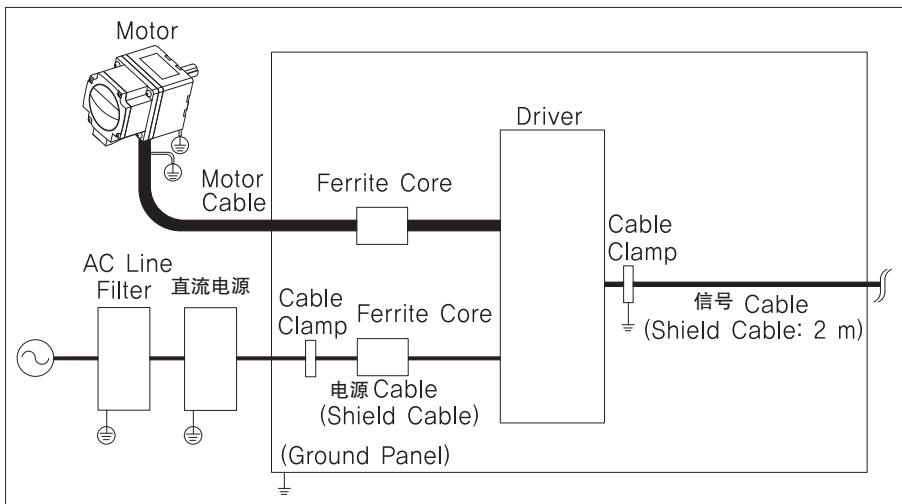 Motor
Driver
Motor
Cable
Ferrite Core
Cable
Clamp
AC Line
Filter
直流电源
Cable
Clamp
Ferrite Core
信号 Cable
(Shield Cable: 2 m)
电源 Cable
(Shield Cable)
(Ground Panel)